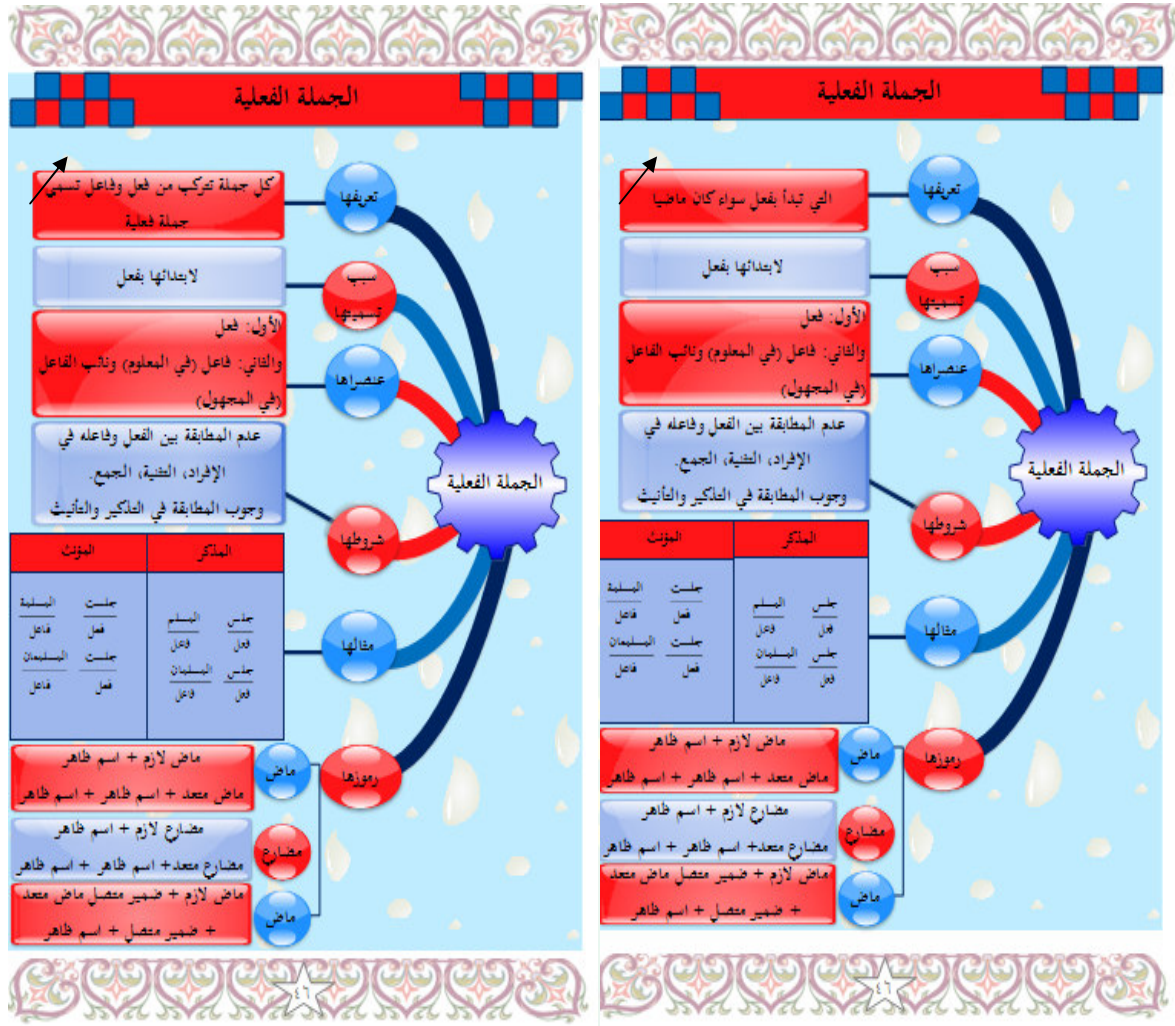 الجملة الفعلية
تعريفها
التي تبدأ بفعل سواء كان ماضيا
سبب
تسميتها
لابتدائها بفعل
عنصراها
الأول: فعل
والثاني: فاعل (في المعلوم) ونائب الفاعل
(في المجهول)
الجملة الفعلية
شروطها
عدم المطابقة بين الفعل وفاعله في
الإفراد، التثنية، الجمع.
وجوب المطابقة في التذكير والتأنيث
مثالها
المذكر المؤنث
جلس المسلم جلست المسلمة
فعل فاعل فعل فاعل
جلس المسلمان جلست المسلمتان
فعل فاعل فعل فاعل
رموزها
ماض
ماض لازم + اسم ظاهر
ماض متعد + اسم ظاهر + اسم ظاهر
مضارع
مضارع لازم + اسم ظاهر
مضارع متعد+ اسم ظاهر + اسم ظاهر
ماض
ماض لازم + ضمير متصل ماض متعد
+ ضمير متصل + اسم ظاهر
٤٦
الجملة الفعلية
تعريفها
كل جملة تتركب من فعل وفاعل تسمى
جملة فعلية
سبب
تسميتها
لابتدائها بفعل
عنصراها
الأول: فعل
والثاني: فاعل (في المعلوم) ونائب الفاعل
(في المجهول)
الجملة الفعلية
شروطها
عدم المطابقة بين الفعل وفاعله في
الإفراد، التثنية، الجمع.
وجوب المطابقة في التذكير والتأنيث
مثالها
المذكر المؤنث
جلس المسلم جلست المسلمة
فعل فاعل فعل فاعل
جلس المسلمان جلست المسلمتان
فعل فاعل فعل فاعل
رموزها
ماض
ماض لازم + اسم ظاهر
ماض متعد + اسم ظاهر + اسم ظاهر
مضارع
مضارع لازم + اسم ظاهر
مضارع متعد+ اسم ظاهر + اسم ظاهر
ماض
ماض لازم + ضمير متصل ماض متعد
+ ضمير متصل + اسم ظاهر
٤٦